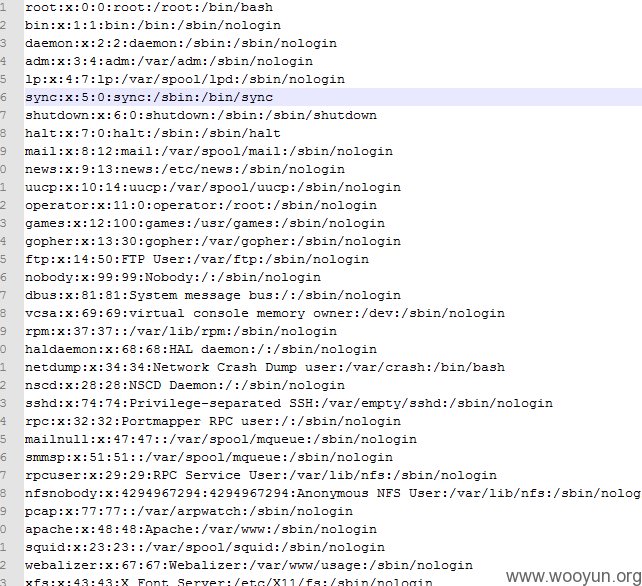 1 root:x:0:0:root:/root:/bin/bash
2 bin:x:1:1:bin:/bin:/sbin/nologin
3 daemon:x:2:2:daemon:/sbin:/sbin/nologin
4 adm:x:3:4:adm:/var/adm:/sbin/nologin
5 lp:x:4:7:lp:/var/spool/lpd:/sbin/nologin
6 sync:x:5:0:sync:/sbin:/bin/sync
7 shutdown:x:6:0:shutdown:/sbin:/sbin/shutdown
8 halt:x:7:0:halt:/sbin:/sbin/halt
9 mail:x:8:12:mail:/var/spool/mail:/sbin/nologin
0 news:x:9:13:news:/etc/news:/sbin/nologin
1 uucp:x:10:14:uucp:/var/spool/uucp:/sbin/nologin
2 operator:x:11:0:operator:/root:/sbin/nologin
3 games:x:12:100:games:/usr/games:/sbin/nologin
4 gopher:x:13:30:gopher:/var/gopher:/sbin/nologin
5 ftp:x:14:50:FTP User:/var/ftp:/sbin/nologin
6 nobody:x:99:99:Nobody:/:/sbin/nologin
7 dbus:x:81:81:System message bus:/:/sbin/nologin
8 vcsa:x:69:69:virtual console memory owner:/dev:/sbin/nologin
9 rpm:x:37:37::/var/lib/rpm:/sbin/nologin
0 haldaemon:x:68:68:HAL daemon:/:/sbin/nologin
1 netdump:x:34:34:Network Crash Dump user:/var/crash:/bin/bash
2 nscd:x:28:28:NSCD Daemon:/:/sbin/nologin
3 sshd:x:74:74:Privilege-separated SSH:/var/empty/sshd:/sbin/nologin
4 rpc:x:32:32:Portmapper RPC user:/:/sbin/nologin
5 mailnull:x:47:47::/var/spool/mqueue:/sbin/nologin
6 smmsp:x:51:51::/var/spool/mqueue:/sbin/nologin
7 rpcuser:x:29:29:RPC Service User:/var/lib/nfs:/sbin/nologin
8 nfsnobody:x:4294967294:4294967294:Anonymous NFS User:/var/lib/nfs:/sbin/nolog
9 pcap:x:77:77::/var/arpwatch:/sbin/nologin
0 apache:x:48:48:Apache:/var/www:/sbin/nologin
1 squid:x:23:23::/var/spool/squid:/sbin/nologin
2 webalizer:x:67:67:Webalizer:/var/www/usage:/sbin/nologin
3 xfs:x:43:43:X Font Server:/etc/X11/fs:/sbin/nologin
www.wooyun.org